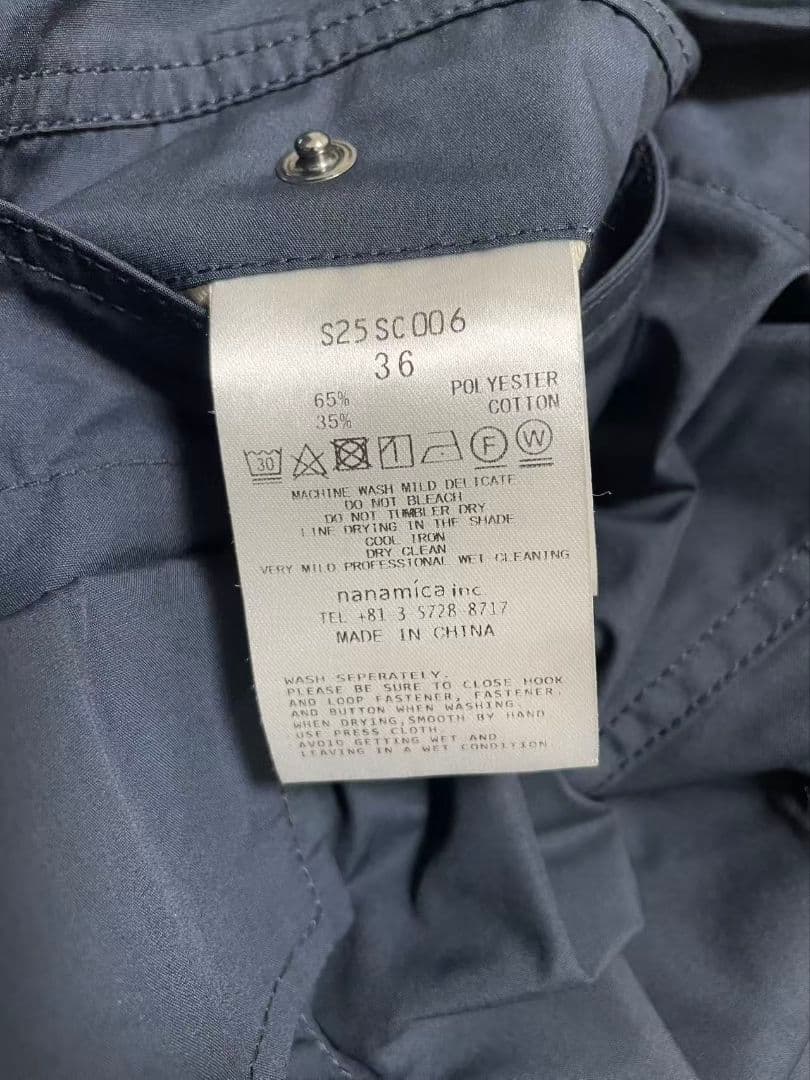 S25SC006
36
65% POLYESTER
35% COTTON
30 F W
MACHINE WASH MILD DELICATE
DO NOT BLEACH
DO NOT TUMBLER DRY
LINE DRYING IN THE SHADE
COOL IRON
DRY CLEAN
VERY MILD PROFESSIONAL WET CLEANING
nanamica inc
TEL +81 3 5728 8717
MADE IN CHINA
WASH SEPERATELY.
PLEASE BE SURE TO CLOSE HOOK
AND LOOP FASTENER, FASTENER,
AND BUTTON WHEN WASHING.
WHEN DRYING, SMOOTH BY HAND
USE PRESS CLOTH.
AVOID GETTING WET AND
LEAVING IN A WET CONDITION